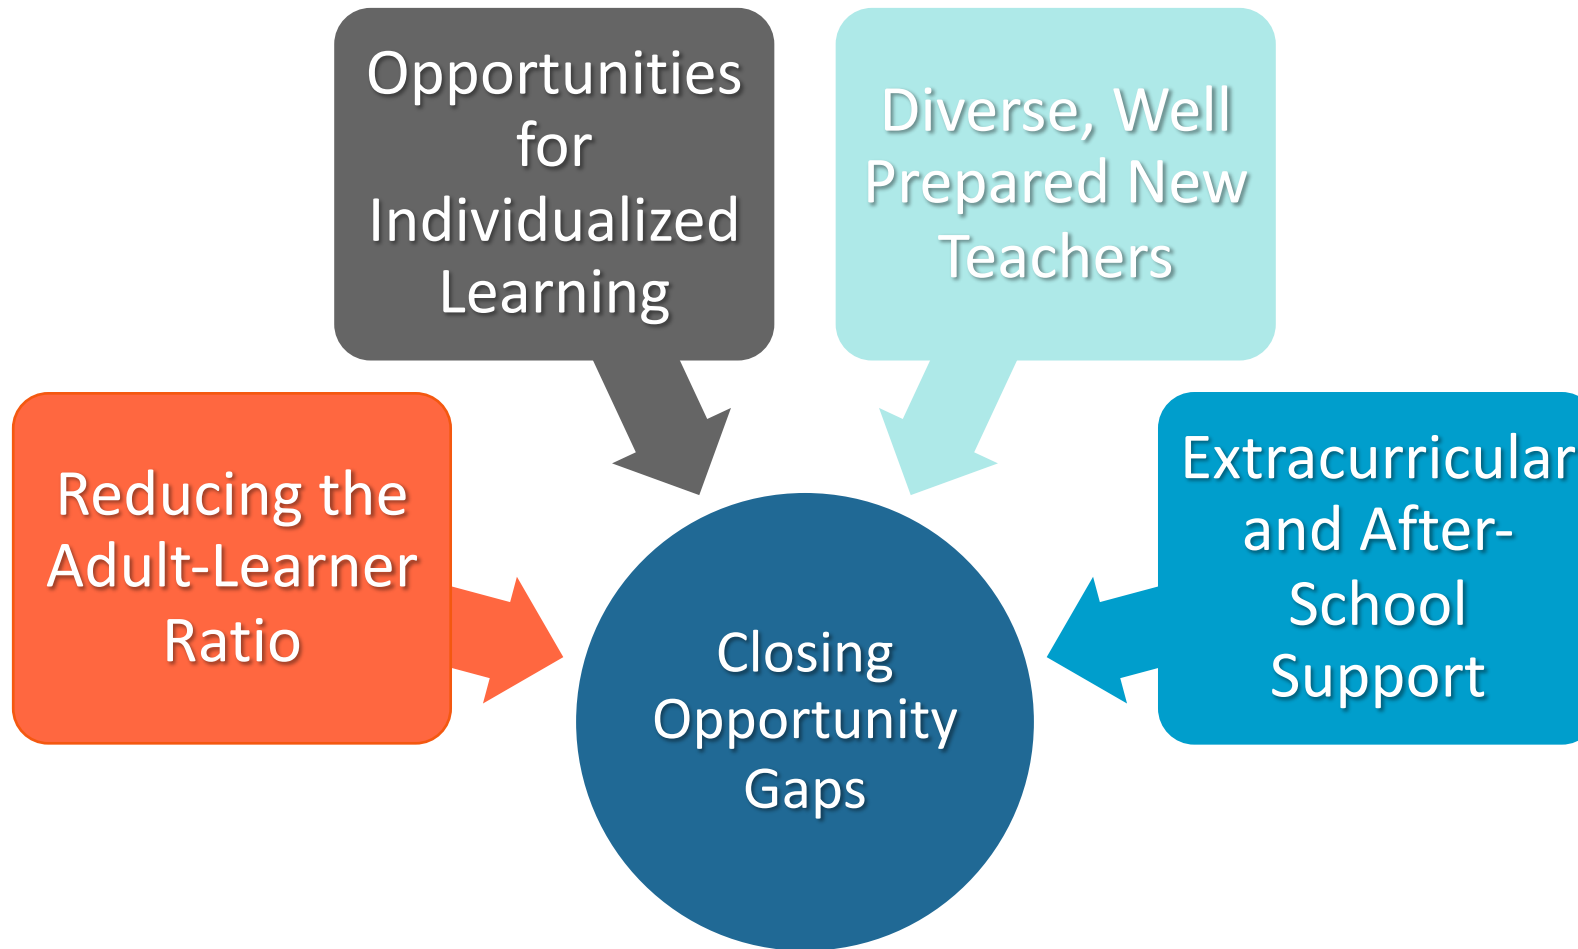 Opportunities
for
Individualized
Learning
Diverse, Well
Prepared New
Teachers
Reducing the
Adult-Learner
Ratio
Extracurricular
and After-
School
Support
Closing
Opportunity
Gaps